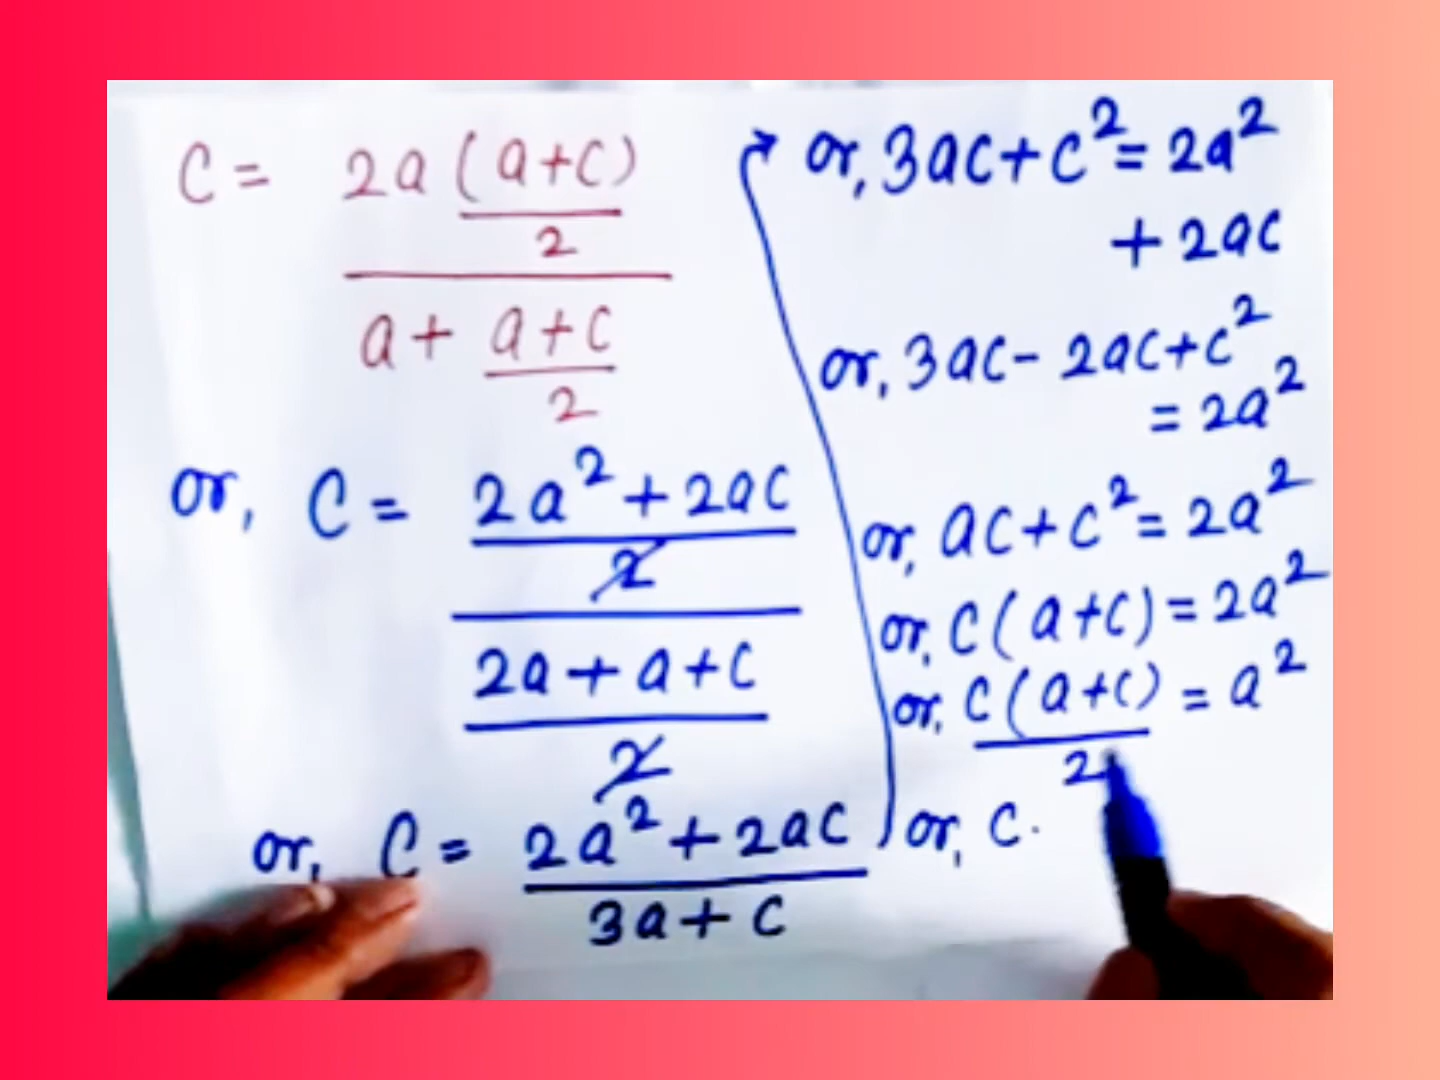 C = 2a (a+c)
2
a + a+c
2
or, C = 2a² + 2ac
2
2a + a + c
2
or, C = 2a² + 2ac
3a + c
or, 3ac + c² = 2a²
+ 2ac
or, 3ac - 2ac + c²
= 2a²
or, ac + c² = 2a²
or, c (a+c) = 2a²
or, c (a+c) = a²
2
or, c.